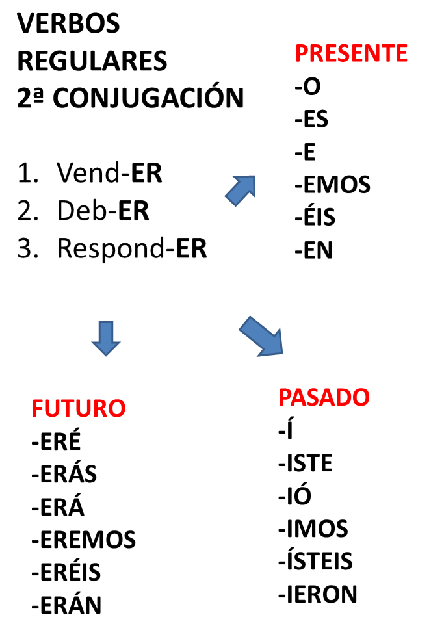 VERBOS
REGULARES
2ª CONJUGACIÓN
1. Vend-ER
2. Deb-ER
3. Respond-ER
PRESENTE
-O
-ES
-E
-EMOS
-ÉIS
-EN
FUTURO
-ERÉ
-ERÁS
-ERÁ
-EREMOS
-ERÉIS
-ERÁN
PASADO
-Í
-ISTE
-IÓ
-IMOS
-ÍSTEIS
-IERON